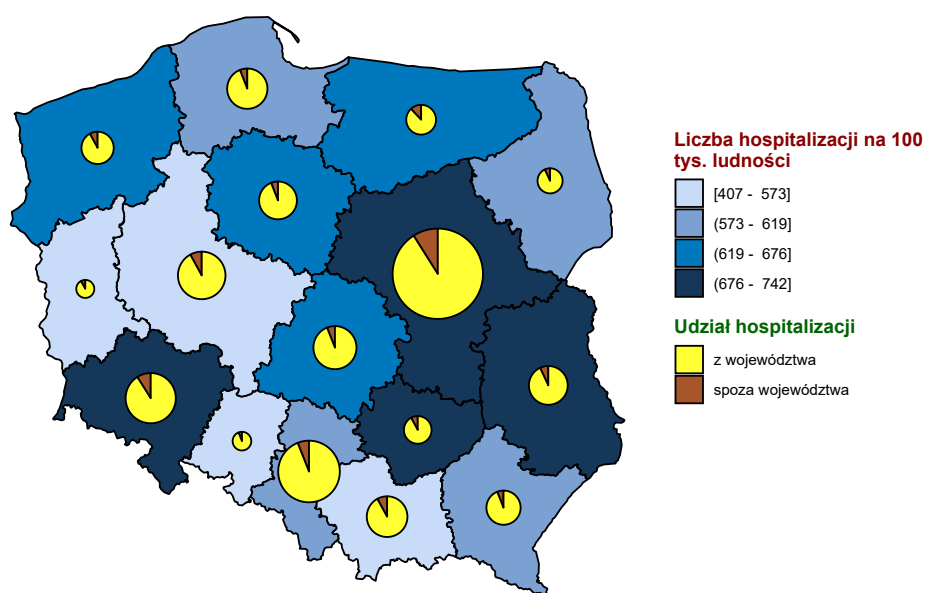 Liczba hospitalizacji na 100
tys. ludności
[407 - 573]
(573 - 619]
(619 - 676]
(676 - 742]
Udział hospitalizacji
z województwa
spoza województwa